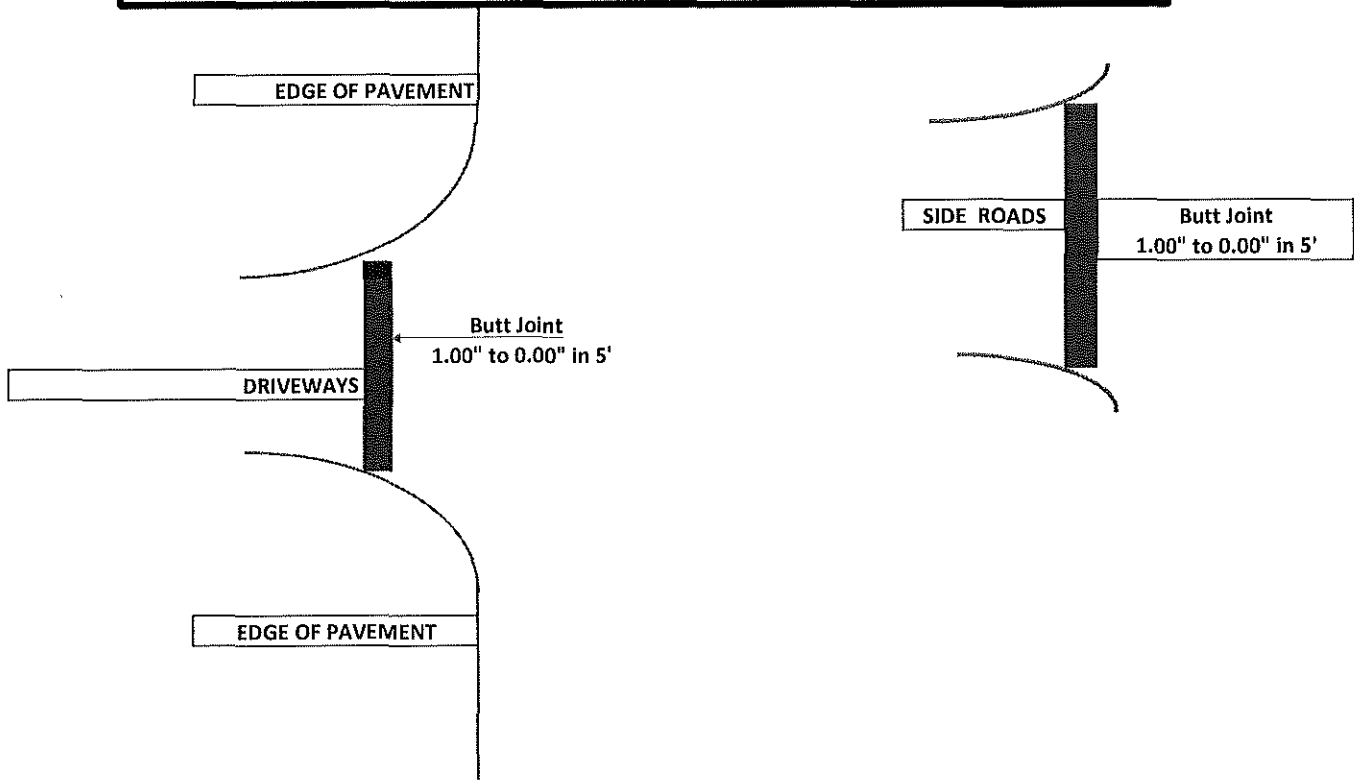 EDGE OF PAVEMENT
SIDE ROADS
Butt Joint
1.00" to 0.00" in 5'
Butt Joint
1.00" to 0.00" in 5'
DRIVEWAYS
EDGE OF PAVEMENT